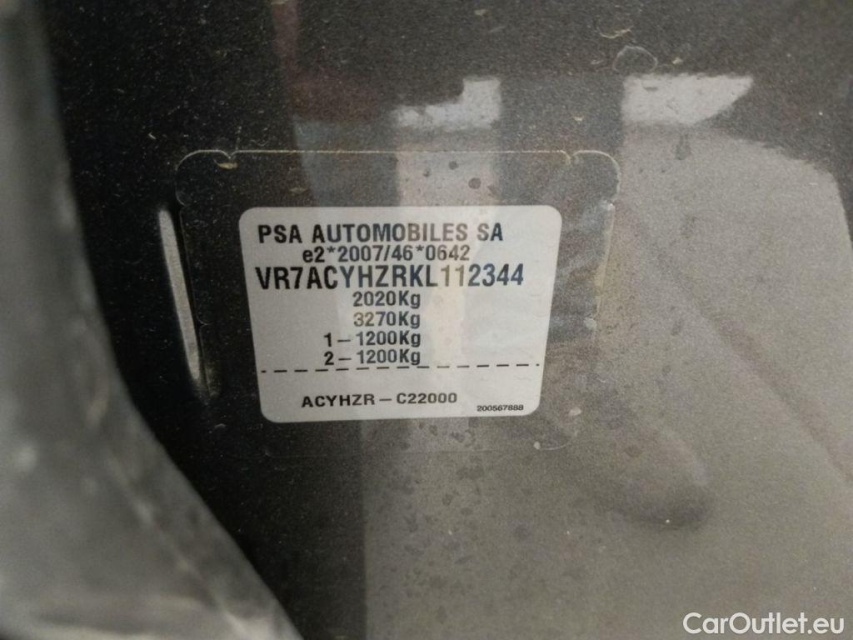 PSA AUTOMOBILES SA
e2*2007/46*0642
VR7ACYHZRKL112344
2020Kg
3270Kg
1-1200Kg
2-1200Kg
ACYHZR-C22000
200567888
CarOutlet.eu